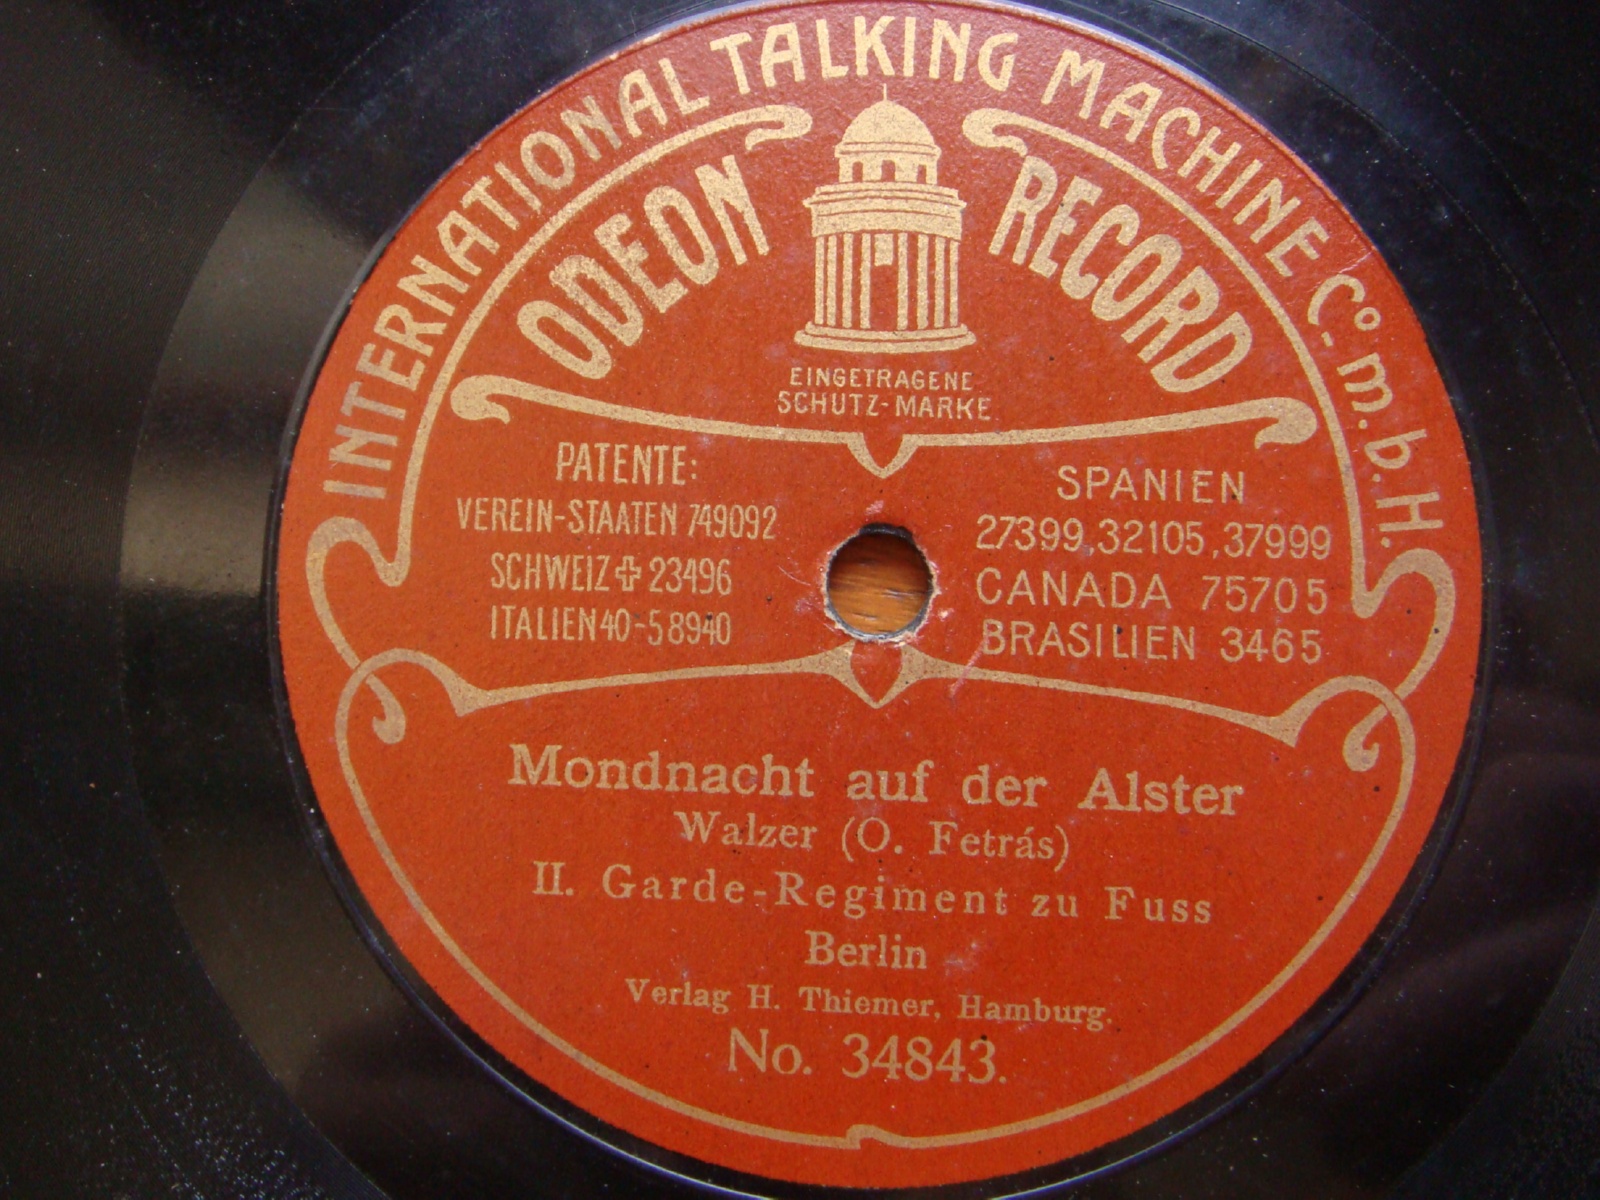 INTERNATIONAL TALKING MACHINE Co. m. b. H.
ODEON RECORD
EINGETRAGENE
SCHUTZ-MARKE
PATENTE:
VEREIN-STAATEN 749092
SCHWEIZ ✚ 23496
ITALIEN 40-58940
SPANIEN
27399, 32105, 37999
CANADA 75705
BRASILIEN 3465
Mondnacht auf der Alster
Walzer (O. Fetrás)
II. Garde-Regiment zu Fuss
Berlin
Verlag H. Thiemer, Hamburg.
No. 34843.